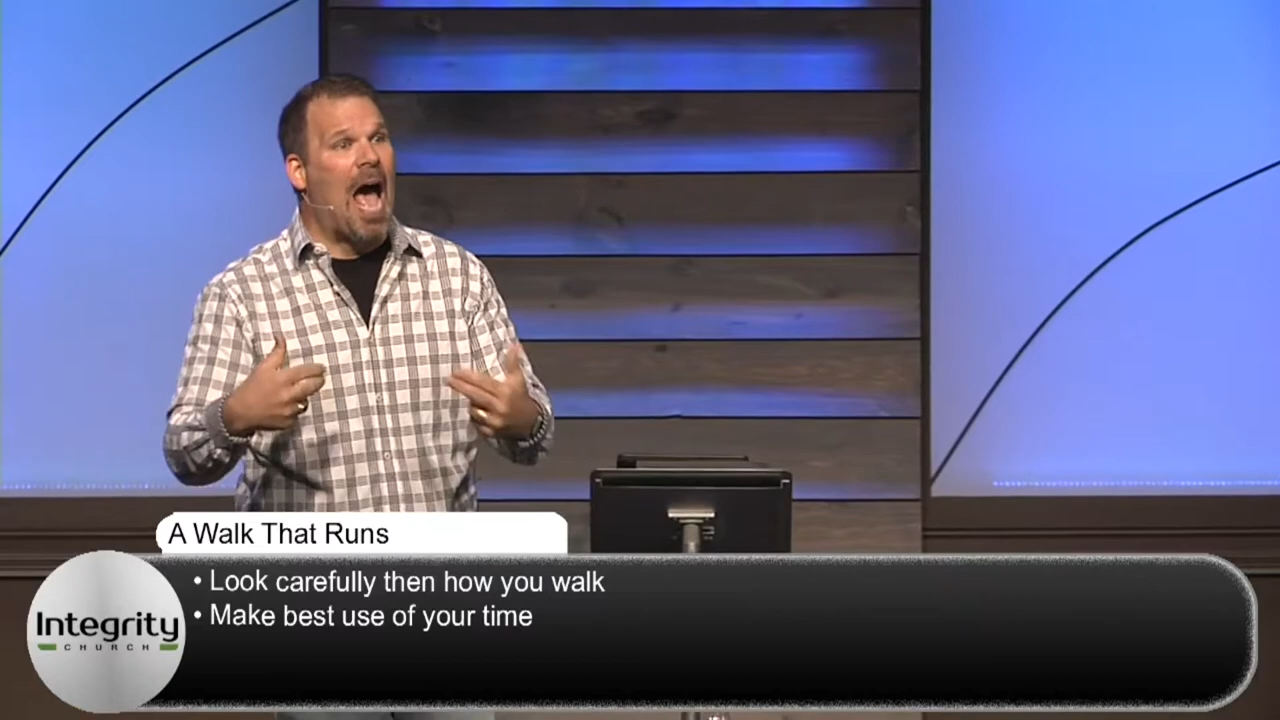 A Walk That Runs
• Look carefully then how you walk
• Make best use of your time
Integrity
CHURCH